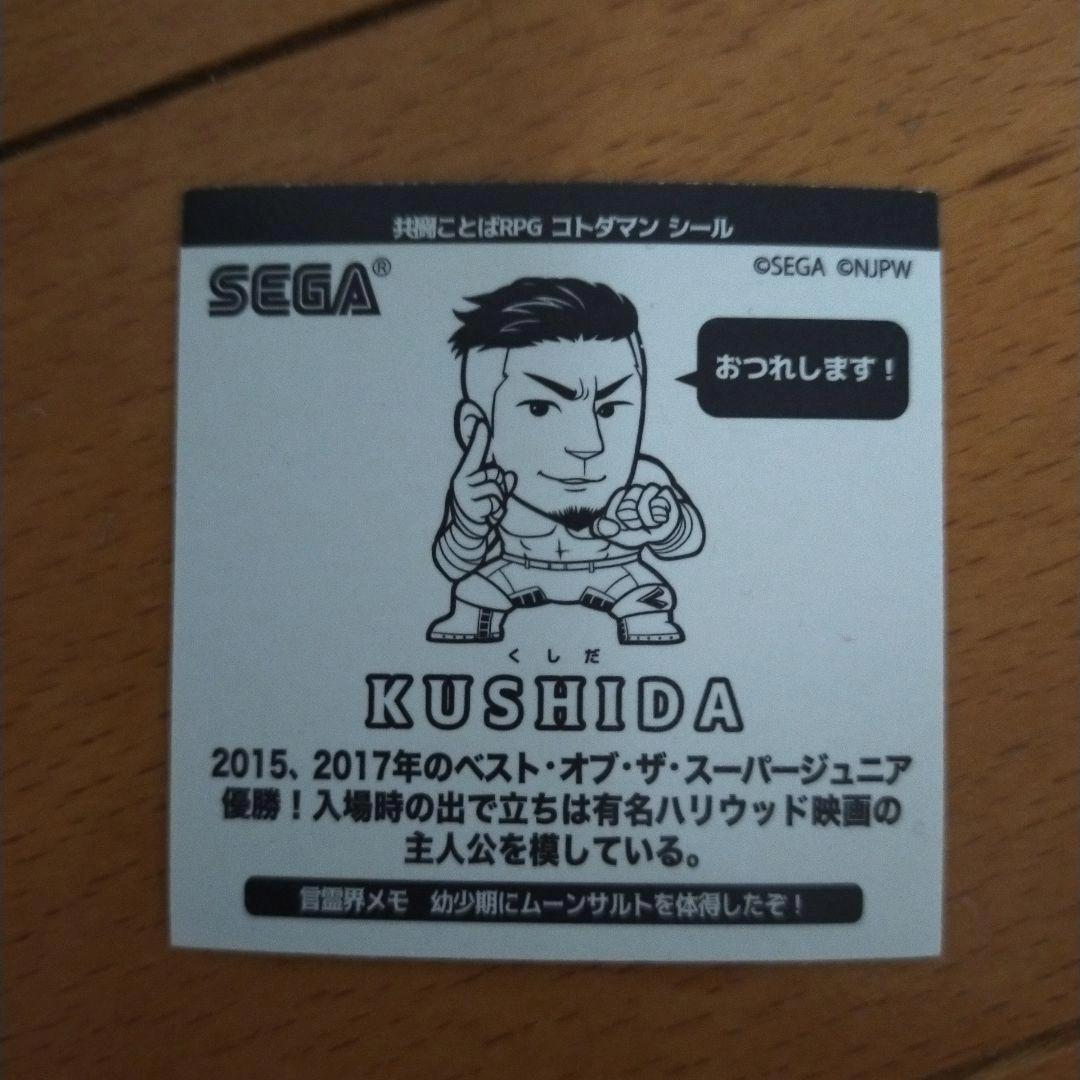 共闘ことばRPG コトダマン シール
SEGA®
©SEGA ©NJPW
おつれします！
くしだ
KUSHIDA
2015、2017年のベスト・オブ・ザ・スーパージュニア
優勝！入場時の出で立ちは有名ハリウッド映画の
主人公を模している。
言霊界メモ 幼少期にムーンサルトを体得したぞ！